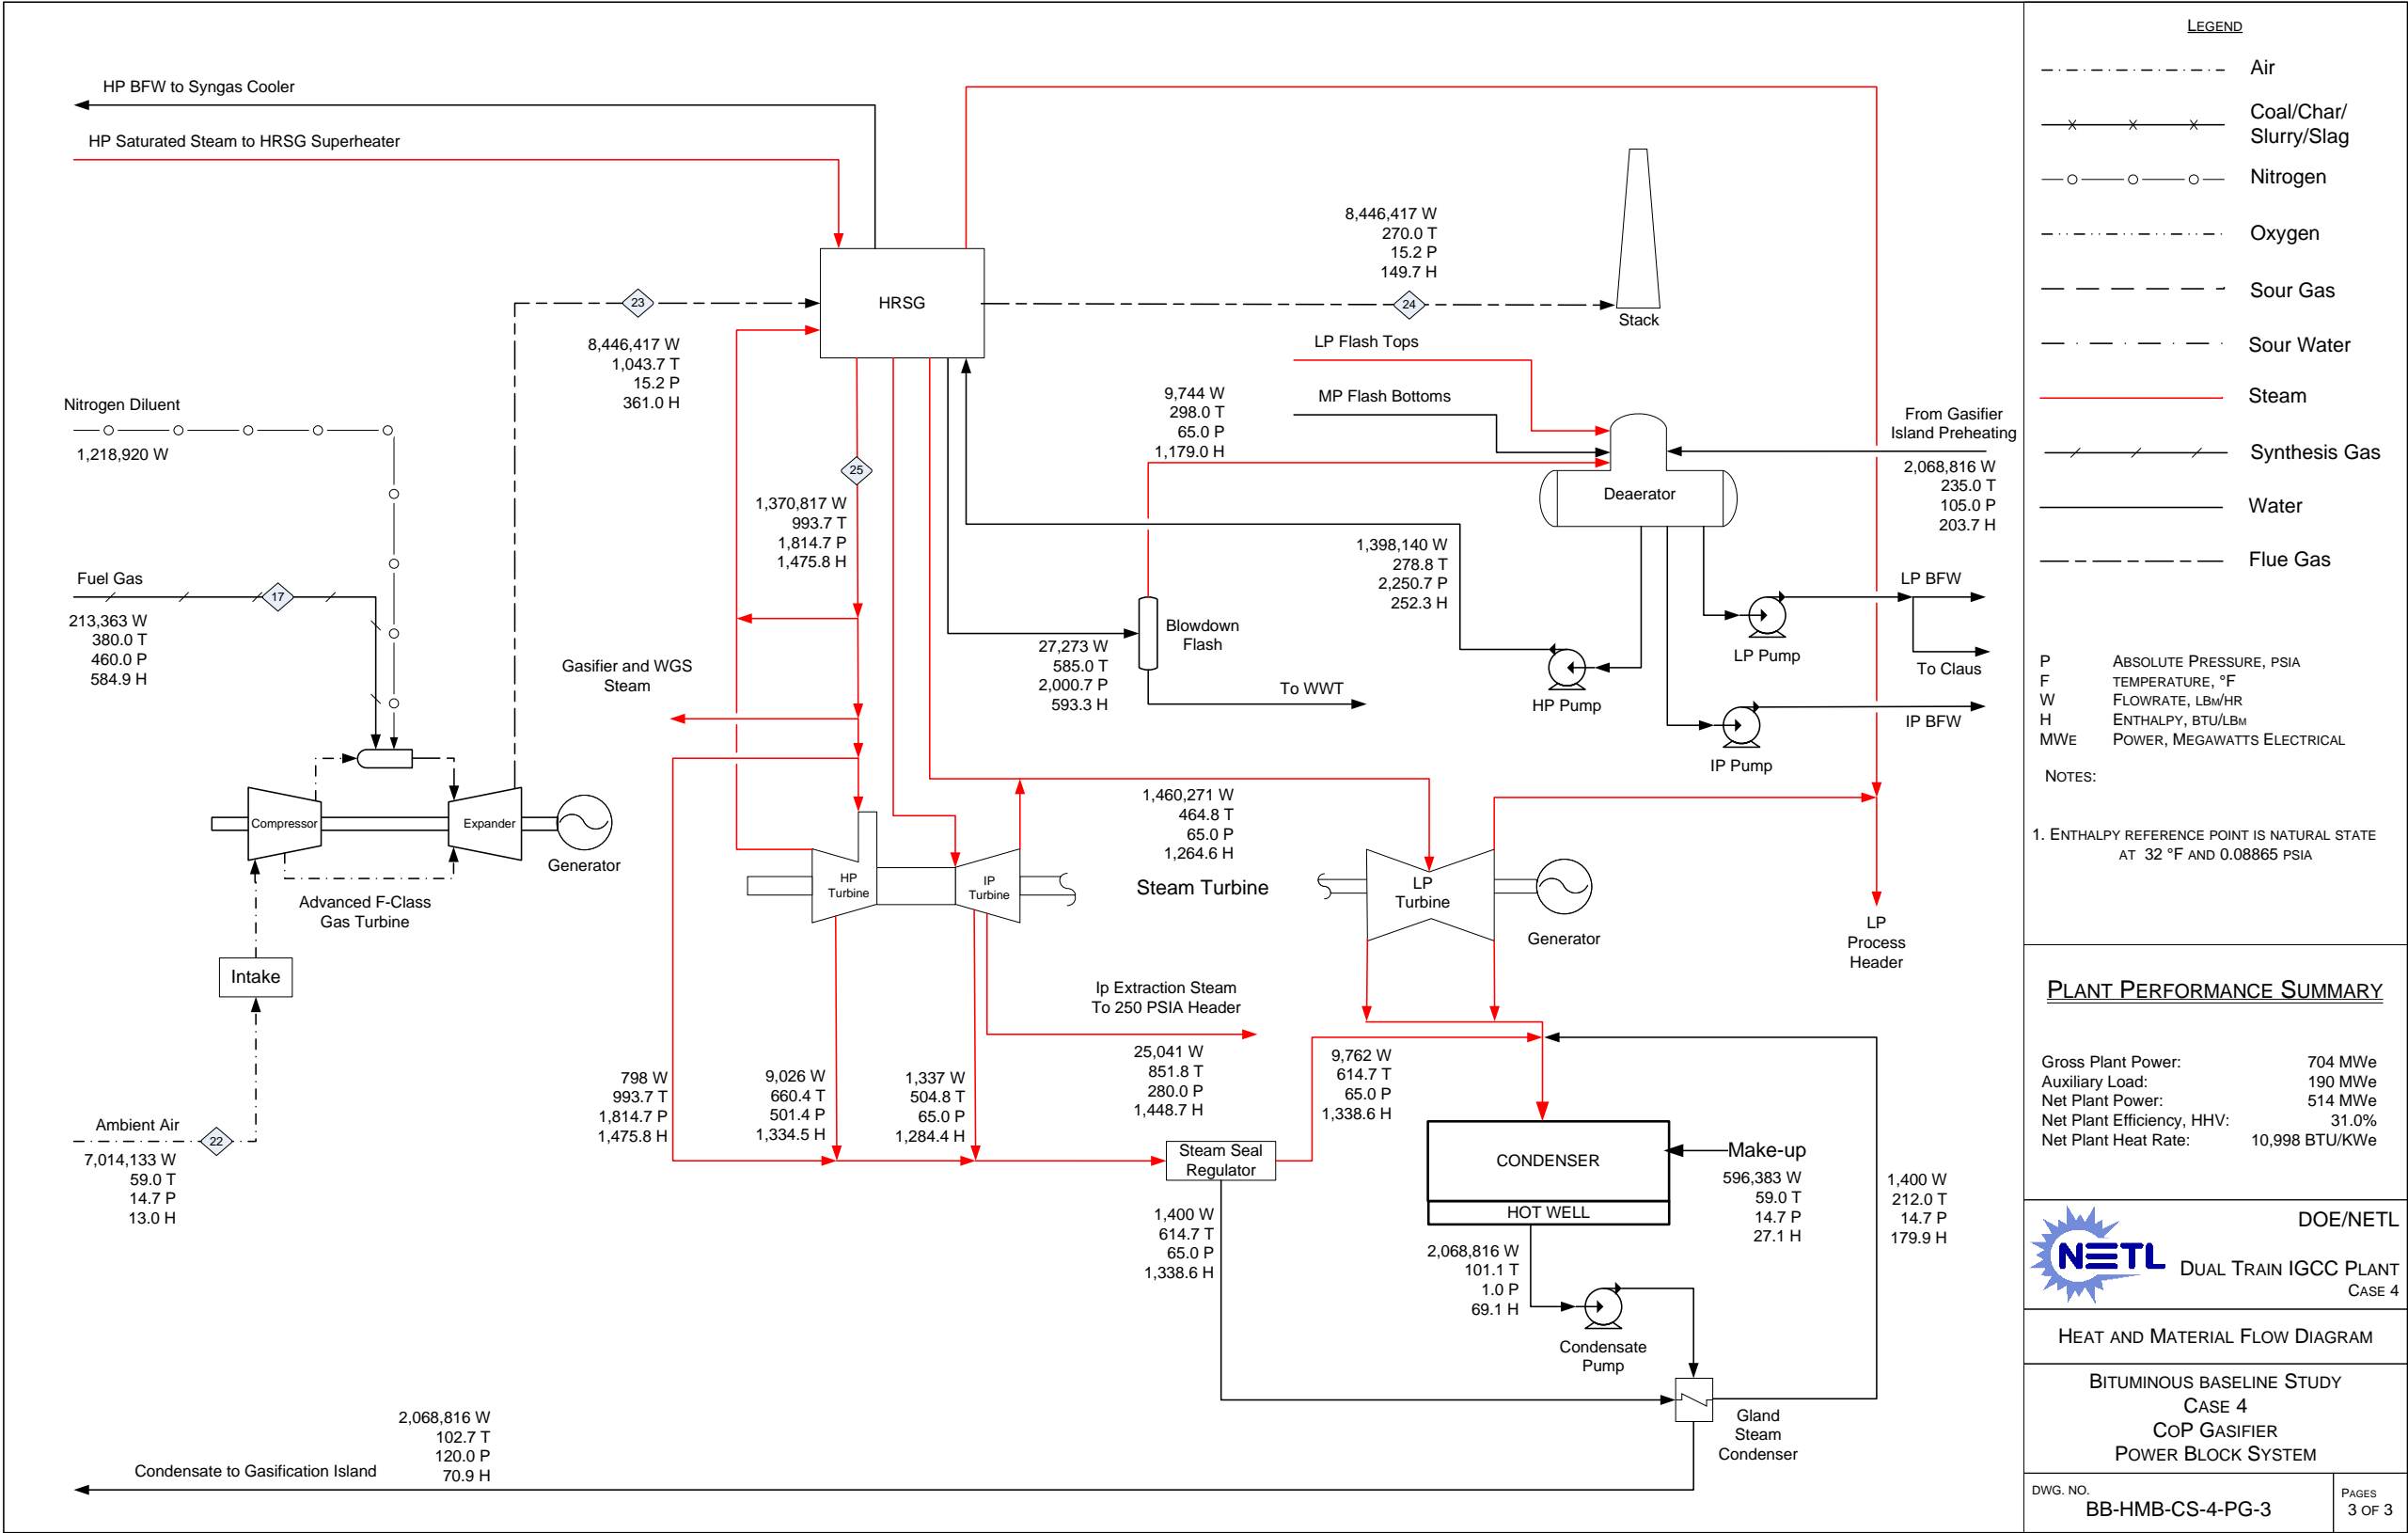 HP BFW to Syngas Cooler
HP Saturated Steam to HRSG Superheater
HRSG
23
8,446,417 W
1,043.7 T
15.2 P
361.0 H
8,446,417 W
270.0 T
15.2 P
149.7 H
24
Stack
Nitrogen Diluent
1,218,920 W
Fuel Gas
17
213,363 W
380.0 T
460.0 P
584.9 H
25
1,370,817 W
993.7 T
1,814.7 P
1,475.8 H
LP Flash Tops
MP Flash Bottoms
9,744 W
298.0 T
65.0 P
1,179.0 H
From Gasifier
Island Preheating
2,068,816 W
235.0 T
105.0 P
203.7 H
Deaerator
1,398,140 W
278.8 T
2,250.7 P
252.3 H
Blowdown
Flash
27,273 W
585.0 T
2,000.7 P
593.3 H
To WWT
HP Pump
LP Pump
LP BFW
To Claus
IP Pump
IP BFW
Gasifier and WGS
Steam
Compressor
Expander
Generator
Advanced F-Class
Gas Turbine
Intake
Ambient Air
22
7,014,133 W
59.0 T
14.7 P
13.0 H
HP
Turbine
IP
Turbine
1,460,271 W
464.8 T
65.0 P
1,264.6 H
Steam Turbine
LP
Turbine
Generator
LP
Process
Header
Ip Extraction Steam
To 250 PSIA Header
25,041 W
851.8 T
280.0 P
1,448.7 H
798 W
993.7 T
1,814.7 P
1,475.8 H
9,026 W
660.4 T
501.4 P
1,334.5 H
1,337 W
504.8 T
65.0 P
1,284.4 H
9,762 W
614.7 T
65.0 P
1,338.6 H
Steam Seal
Regulator
1,400 W
614.7 T
65.0 P
1,338.6 H
CONDENSER
HOT WELL
Make-up
596,383 W
59.0 T
14.7 P
27.1 H
1,400 W
212.0 T
14.7 P
179.9 H
2,068,816 W
101.1 T
1.0 P
69.1 H
Condensate
Pump
Gland
Steam
Condenser
2,068,816 W
102.7 T
120.0 P
70.9 H
Condensate to Gasification Island
LEGEND
Air
Coal/Char/
Slurry/Slag
Nitrogen
Oxygen
Sour Gas
Sour Water
Steam
Synthesis Gas
Water
Flue Gas
P ABSOLUTE PRESSURE, PSIA
F TEMPERATURE, °F
W FLOWRATE, LBM/HR
H ENTHALPY, BTU/LBM
MWE POWER, MEGAWATTS ELECTRICAL
NOTES:
1. ENTHALPY REFERENCE POINT IS NATURAL STATE
AT 32 °F AND 0.08865 PSIA
PLANT PERFORMANCE SUMMARY
Gross Plant Power: 704 MWe
Auxiliary Load: 190 MWe
Net Plant Power: 514 MWe
Net Plant Efficiency, HHV: 31.0%
Net Plant Heat Rate: 10,998 BTU/KWe
NETL
DOE/NETL
DUAL TRAIN IGCC PLANT
CASE 4
HEAT AND MATERIAL FLOW DIAGRAM
BITUMINOUS BASELINE STUDY
CASE 4
COP GASIFIER
POWER BLOCK SYSTEM
DWG. NO.
BB-HMB-CS-4-PG-3
PAGES
3 OF 3